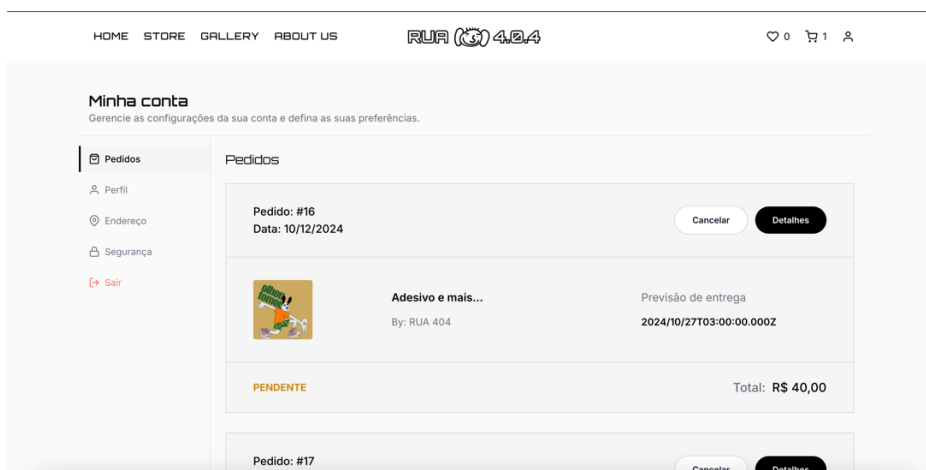 HOME STORE GALLERY ABOUT US RUA 4.0.4 0 1
Minha conta
Gerencie as configurações da sua conta e defina as suas preferências.
Pedidos
Perfil
Endereço
Segurança
Sair
Pedidos
Pedido: #16
Data: 10/12/2024
Cancelar Detalhes
olhou
tomou
Adesivo e mais...
By: RUA 404
Previsão de entrega
2024/10/27T03:00:00.000Z
PENDENTE Total: R$ 40,00
Pedido: #17
Cancelar Detalhes